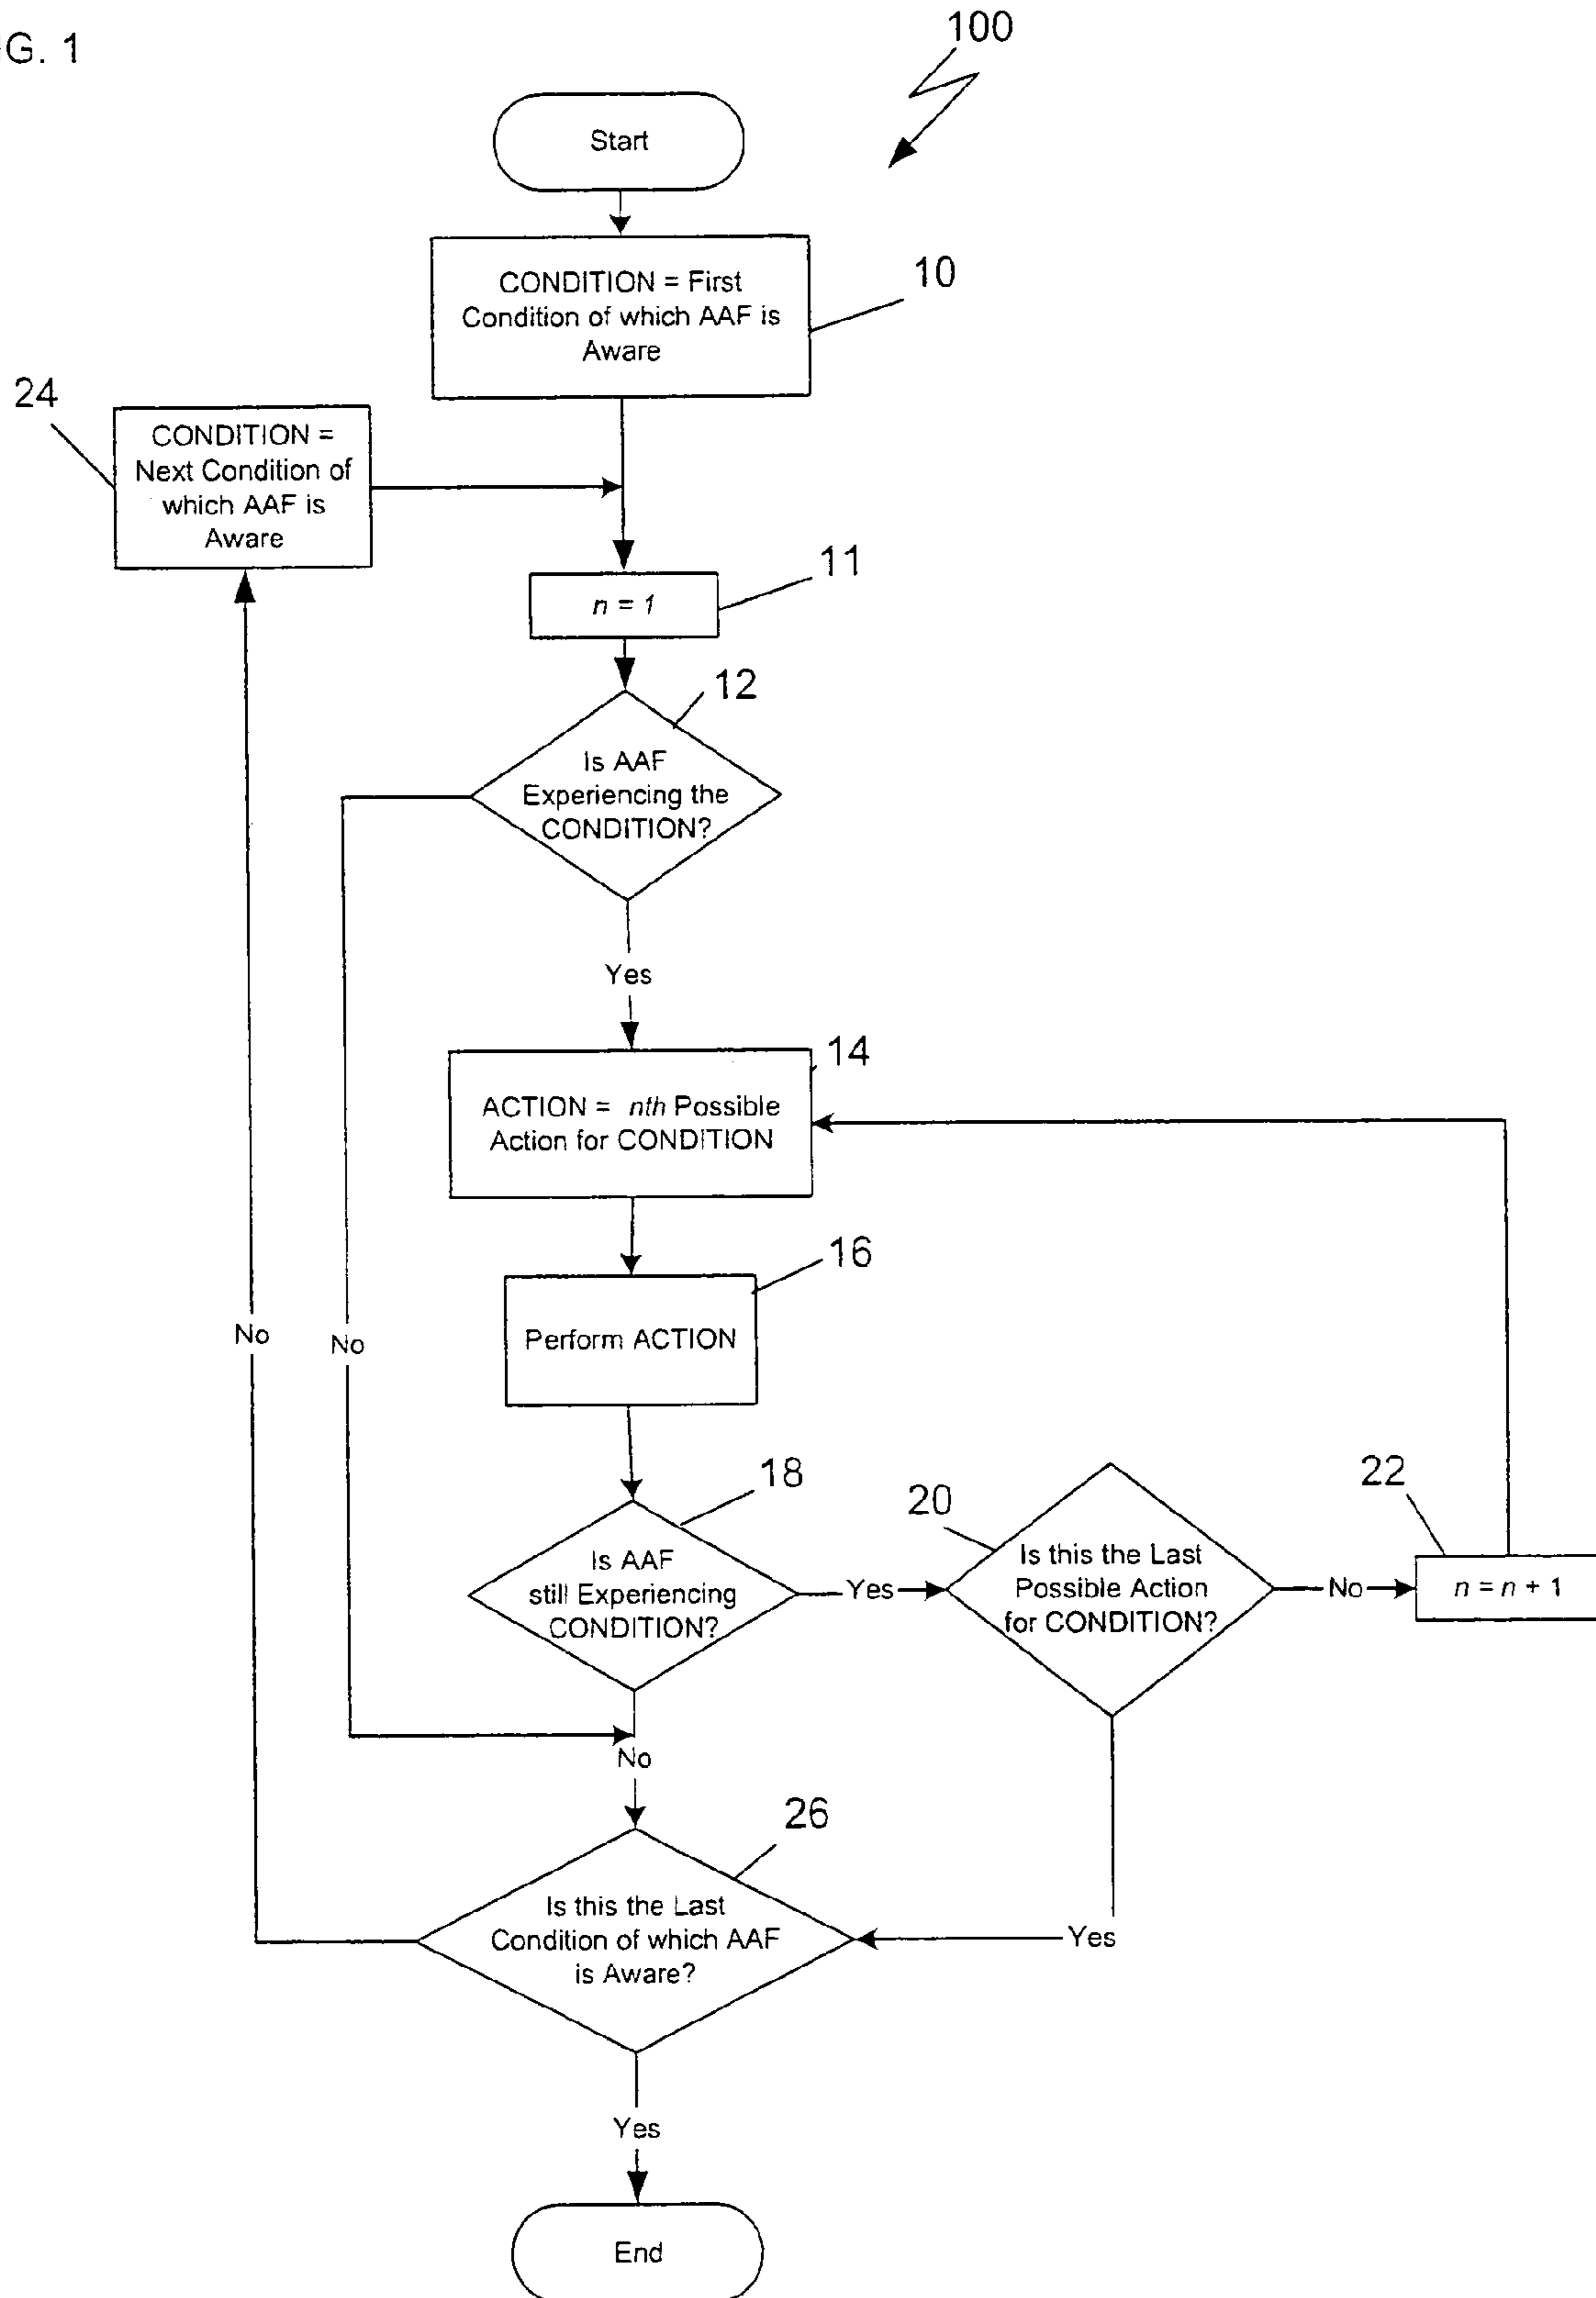 IG. 1
100
Start
CONDITION = First
Condition of which AAF is
Aware
10
24
CONDITION =
Next Condition of
which AAF is
Aware
n = 1
11
12
Is AAF
Experiencing the
CONDITION?
Yes
14
ACTION = nth Possible
Action for CONDITION
16
Perform ACTION
No
No
18
Is AAF
still Experiencing
CONDITION?
Yes
20
Is this the Last
Possible Action
for CONDITION?
No
22
n = n + 1
No
26
Is this the Last
Condition of which AAF
is Aware?
Yes
Yes
End